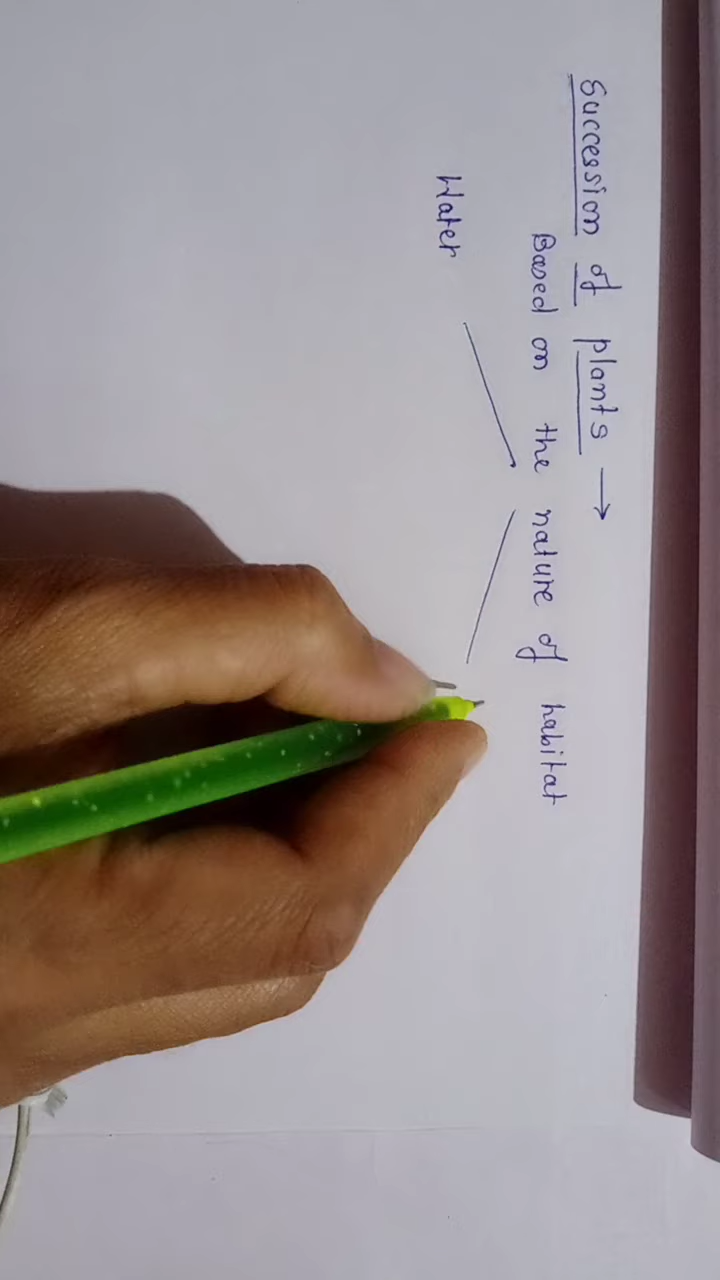 Succession of plants →
Based on the nature of habitat
Water